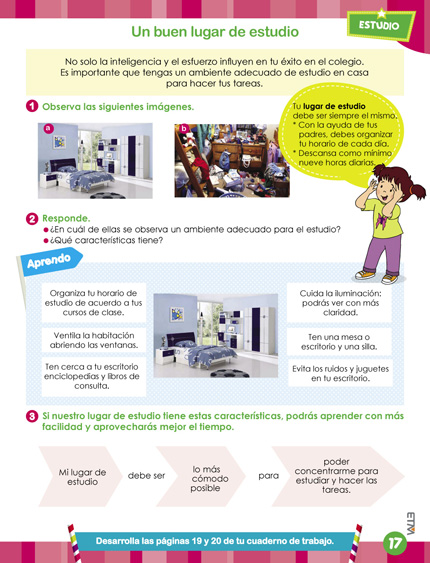 ESTUDIO
Un buen lugar de estudio
No solo la inteligencia y el esfuerzo influyen en tu éxito en el colegio.
Es importante que tengas un ambiente adecuado de estudio en casa
para hacer tus tareas.
1 Observa las siguientes imágenes.
a
b
Tu lugar de estudio
debe ser siempre el mismo.
* Con la ayuda de tus
padres, debes organizar
tu horario de cada día.
* Descansa como mínimo
nueve horas diarias.
2 Responde.
¿En cuál de ellas se observa un ambiente adecuado para el estudio?
¿Qué características tiene?
Aprendo
Organiza tu horario de
estudio de acuerdo a tus
cursos de clase.
Ventila la habitación
abriendo las ventanas.
Ten cerca a tu escritorio
enciclopedias y libros de
consulta.
Cuida la iluminación:
podrás ver con más
claridad.
Ten una mesa o
escritorio y una silla.
Evita los ruidos y juguetes
en tu escritorio.
3 Si nuestro lugar de estudio tiene estas características, podrás aprender con más
facilidad y aprovecharás mejor el tiempo.
Mi lugar de
estudio
debe ser
lo más
cómodo
posible
para
poder
concentrarme para
estudiar y hacer las
tareas.
Desarrolla las páginas 19 y 20 de tu cuaderno de trabajo.
17